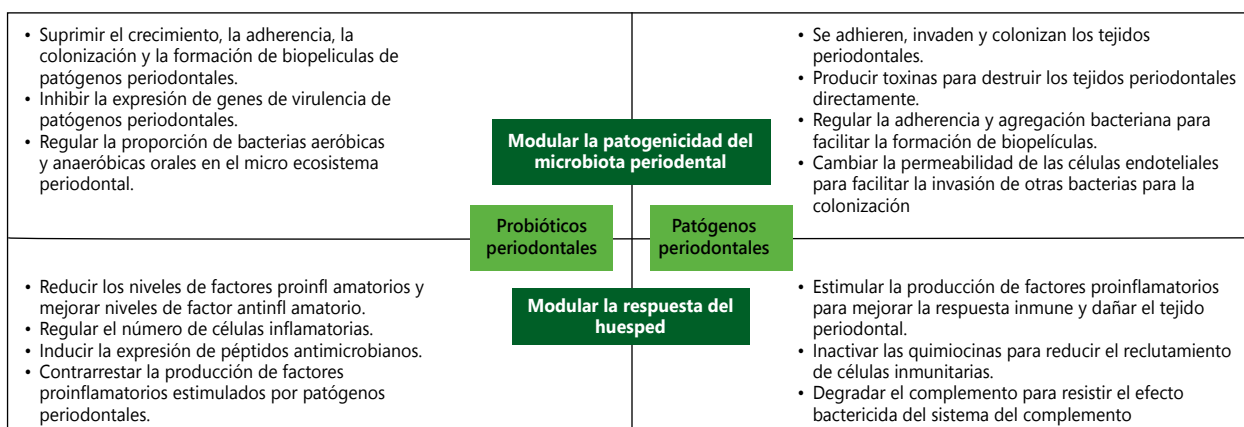 • Suprimir el crecimiento, la adherencia, la
colonización y la formación de biopeliculas de
patógenos periodontales.
• Inhibir la expresión de genes de virulencia de
patógenos periodontales.
• Regular la proporción de bacterias aeróbicas
y anaeróbicas orales en el micro ecosistema
periodontal.
• Se adhieren, invaden y colonizan los tejidos
periodontales.
• Producir toxinas para destruir los tejidos periodontales
directamente.
• Regular la adherencia y agregación bacteriana para
facilitar la formación de biopelículas.
• Cambiar la permeabilidad de las células endoteliales
para facilitar la invasión de otras bacterias para la
colonización
Modular la patogenicidad del
microbiota periodental
Probióticos
periodontales
Patógenos
periodontales
Modular la respuesta del
huesped
• Reducir los niveles de factores proinfl amatorios y
mejorar niveles de factor antinfl amatorio.
• Regular el número de células inflamatorias.
• Inducir la expresión de péptidos antimicrobianos.
• Contrarrestar la producción de factores
proinflamatorios estimulados por patógenos
periodontales.
• Estimular la producción de factores proinflamatorios
para mejorar la respuesta inmune y dañar el tejido
periodontal.
• Inactivar las quimiocinas para reducir el reclutamiento
de células inmunitarias.
• Degradar el complemento para resistir el efecto
bactericida del sistema del complemento